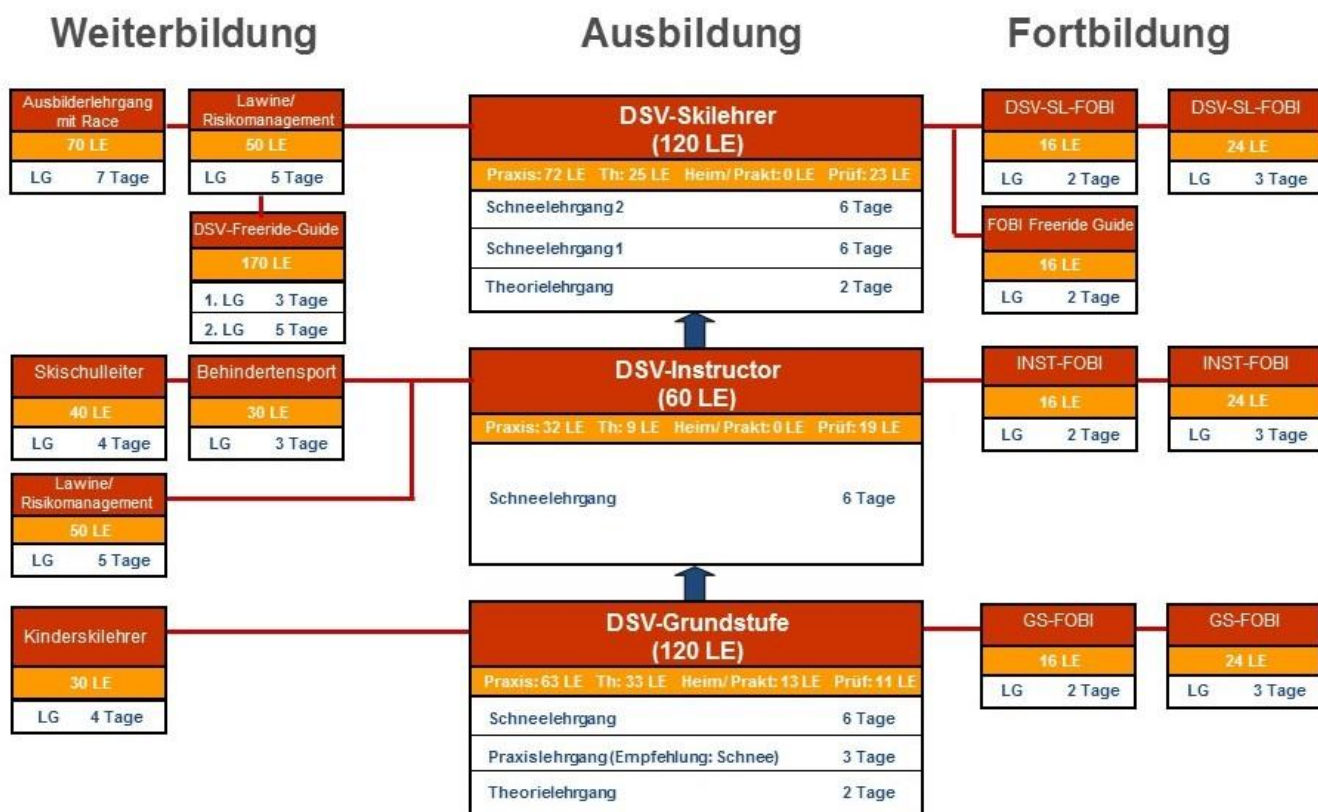 Weiterbildung
Ausbildung
Fortbildung
Ausbilderlehrgang
mit Race
70 LE
LG 7 Tage
Lawine/
Risikomanagement
50 LE
LG 5 Tage
DSV-Freeride-Guide
170 LE
1. LG 3 Tage
2. LG 5 Tage
DSV-Skilehrer
(120 LE)
Praxis: 72 LE Th: 25 LE Heim/Prakt: 0 LE Prüf: 23 LE
Schneelehrgang 2 6 Tage
Schneelehrgang 1 6 Tage
Theorielehrgang 2 Tage
DSV-SL-FOBI
16 LE
LG 2 Tage
DSV-SL-FOBI
24 LE
LG 3 Tage
FOBI Freeride Guide
16 LE
LG 2 Tage
Skischulleiter
40 LE
LG 4 Tage
Behindertensport
30 LE
LG 3 Tage
Lawine/
Risikomanagement
50 LE
LG 5 Tage
DSV-Instructor
(60 LE)
Praxis: 32 LE Th: 9 LE Heim/Prakt: 0 LE Prüf: 19 LE
Schneelehrgang 6 Tage
INST-FOBI
16 LE
LG 2 Tage
INST-FOBI
24 LE
LG 3 Tage
Kinderskilehrer
30 LE
LG 4 Tage
DSV-Grundstufe
(120 LE)
Praxis: 63 LE Th: 33 LE Heim/Prakt: 13 LE Prüf: 11 LE
Schneelehrgang 6 Tage
Praxislehrgang (Empfehlung: Schnee) 3 Tage
Theorielehrgang 2 Tage
GS-FOBI
16 LE
LG 2 Tage
GS-FOBI
24 LE
LG 3 Tage